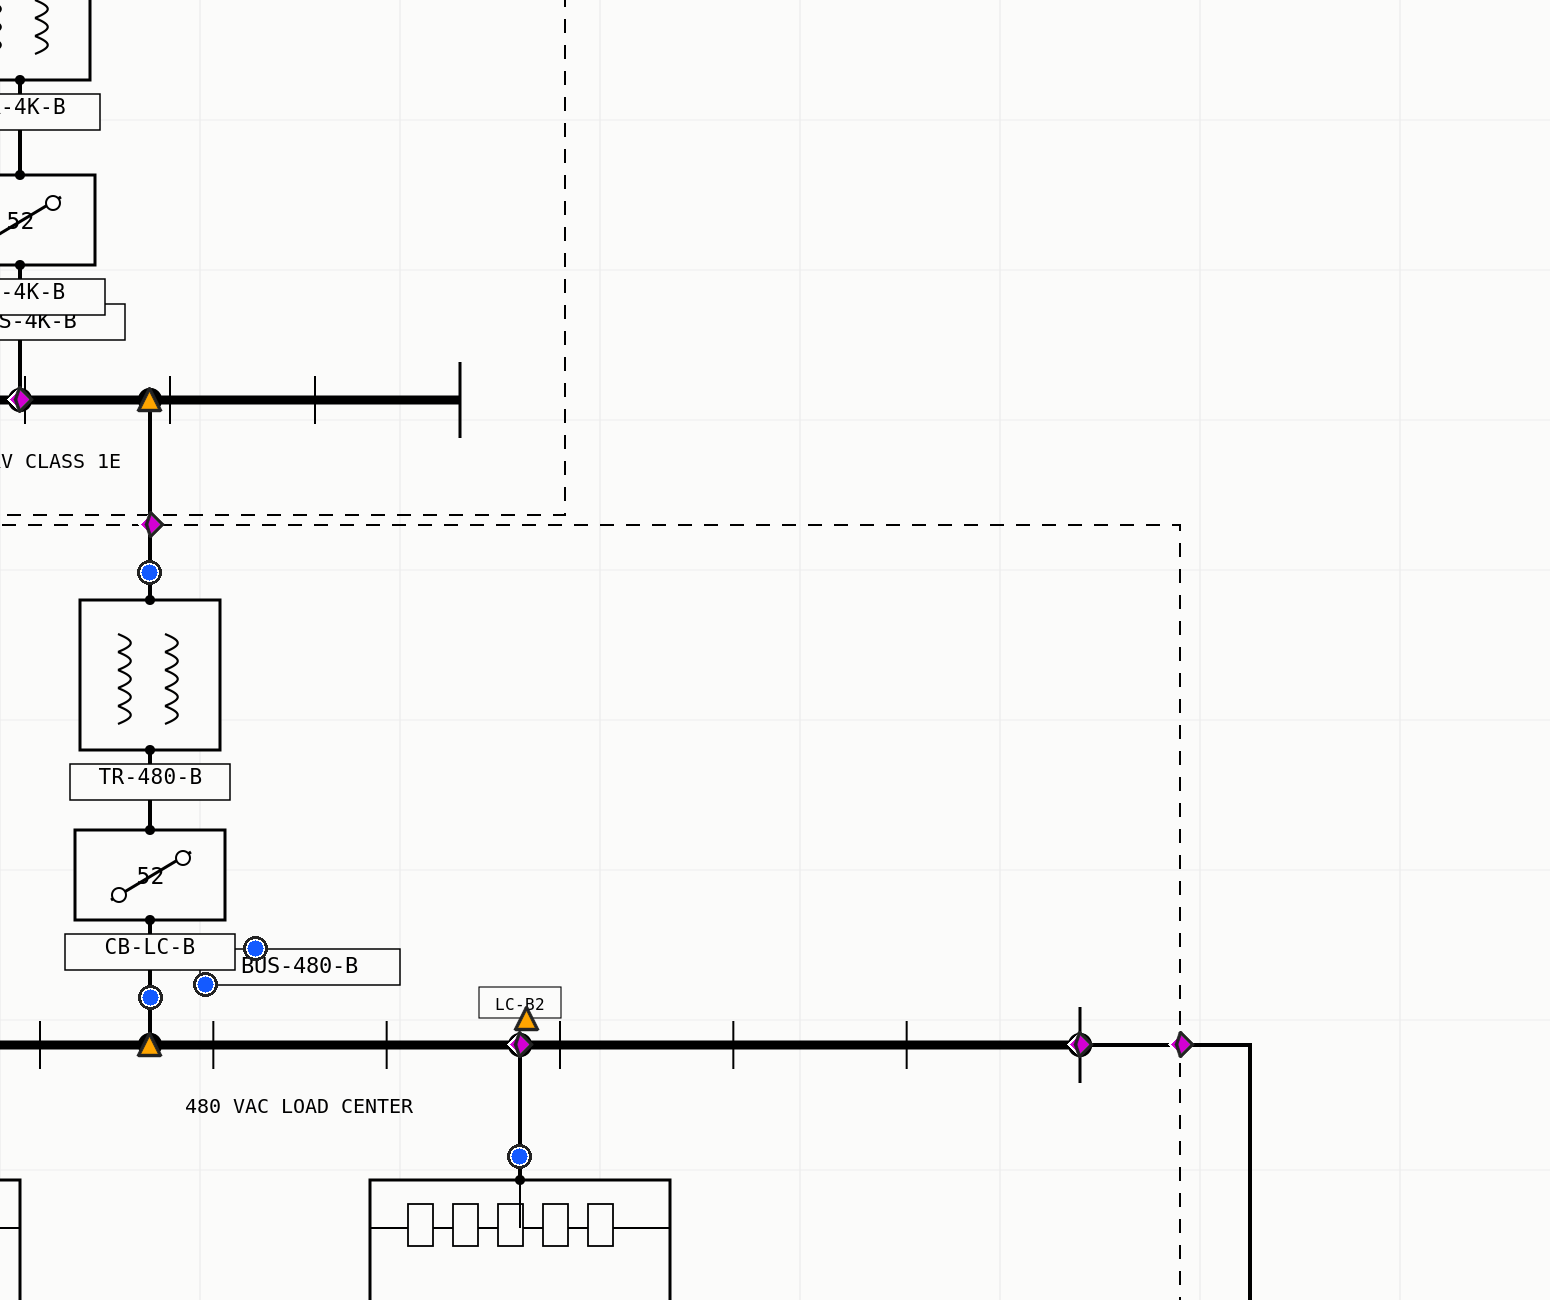 -4K-B
52
-4K-B
S-4K-B
V CLASS 1E
TR-480-B
52
CB-LC-B
BUS-480-B
LC-B2
480 VAC LOAD CENTER